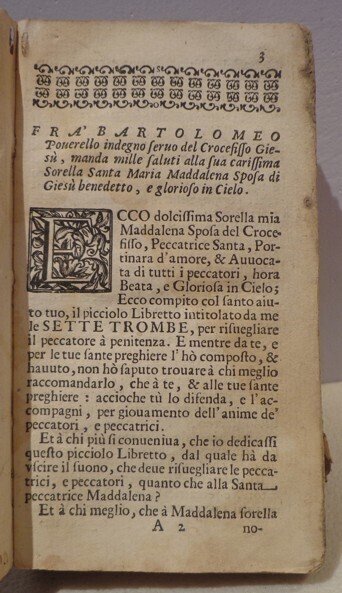 3
FRA' BARTOLOMEO
Pouerello indegno seruo del Crocefisso Gie-
sù, manda mille saluti alla sua carissima
Sorella Santa Maria Maddalena Sposa di
Giesù benedetto, e glorioso in Cielo.
ECCO dolcissima Sorella mia
Maddalena Sposa del Croce-
fisso, Peccatrice Santa, Por-
tinara d'amore, & Auuoca-
ta di tutti i peccatori, hora
Beata, e Gloriosa in Cielo;
Ecco compito col santo aiu-
to tuo, il picciolo Libretto intitolato da me
le SETTE TROMBE, per risuegliare
il peccatore à penitenza. E mentre da te, e
per le tue sante preghiere l'hò composto, &
hauuto, non hò saputo trouare à chi meglio
raccomandarlo, che à te, & alle tue sante
preghiere: accioche tù lo difenda, e l'ac-
compagni, per giouamento dell'anime de'
peccatori, e peccatrici.
Et à chi più si conueniua, che io dedicassi
questo picciolo Libretto, dal quale hà da
vscire il suono, che deue risuegliare le pecca-
trici, e peccatori, quanto che alla Santa
peccatrice Maddalena?
Et à chi meglio, che à Maddalena sorella
A 2 no-